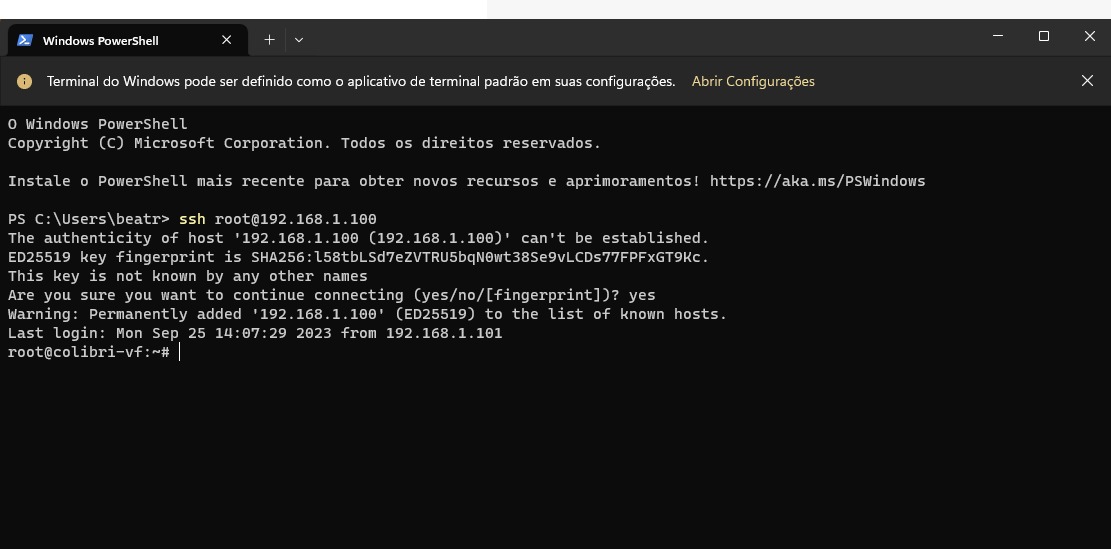 Windows PowerShell
Terminal do Windows pode ser definido como o aplicativo de terminal padrão em suas configurações. Abrir Configurações
O Windows PowerShell
Copyright (C) Microsoft Corporation. Todos os direitos reservados.
Instale o PowerShell mais recente para obter novos recursos e aprimoramentos! https://aka.ms/PSWindows
PS C:\Users\beatr> ssh root@192.168.1.100
The authenticity of host '192.168.1.100 (192.168.1.100)' can't be established.
ED25519 key fingerprint is SHA256:l58tbLSd7eZVTRU5bqN0wt38Se9vLCDs77FPFxGT9Kc.
This key is not known by any other names
Are you sure you want to continue connecting (yes/no/[fingerprint])? yes
Warning: Permanently added '192.168.1.100' (ED25519) to the list of known hosts.
Last login: Mon Sep 25 14:07:29 2023 from 192.168.1.101
root@colibri-vf:~#